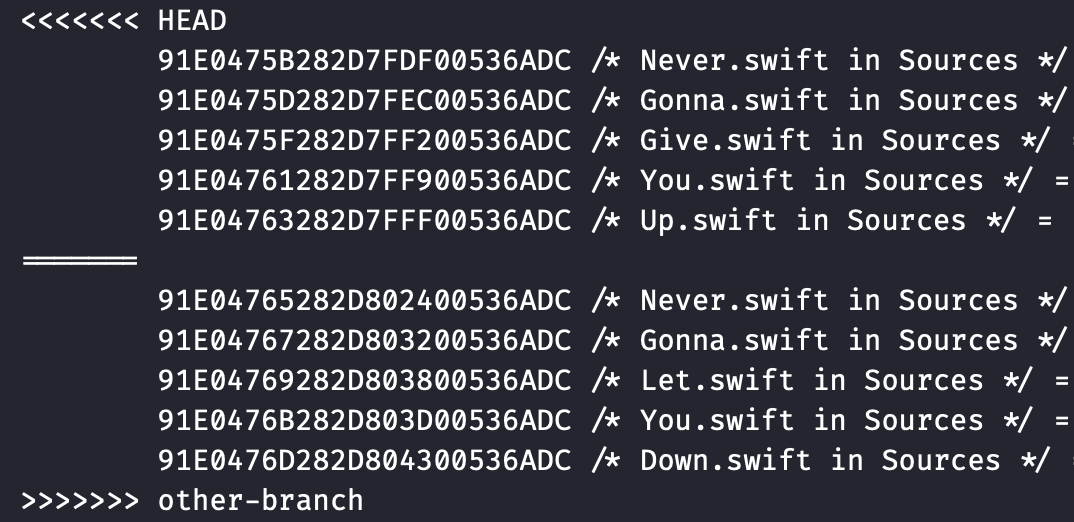 <<<<<<< HEAD
91E0475B282D7FDF00536ADC /* Never.swift in Sources */
91E0475D282D7FEC00536ADC /* Gonna.swift in Sources */
91E0475F282D7FF200536ADC /* Give.swift in Sources */ =
91E04761282D7FF900536ADC /* You.swift in Sources */ =
91E04763282D7FFF00536ADC /* Up.swift in Sources */ =
=======
91E04765282D802400536ADC /* Never.swift in Sources */
91E04767282D803200536ADC /* Gonna.swift in Sources */
91E04769282D803800536ADC /* Let.swift in Sources */ =
91E0476B282D803D00536ADC /* You.swift in Sources */ =
91E0476D282D804300536ADC /* Down.swift in Sources */ =
>>>>>>> other-branch